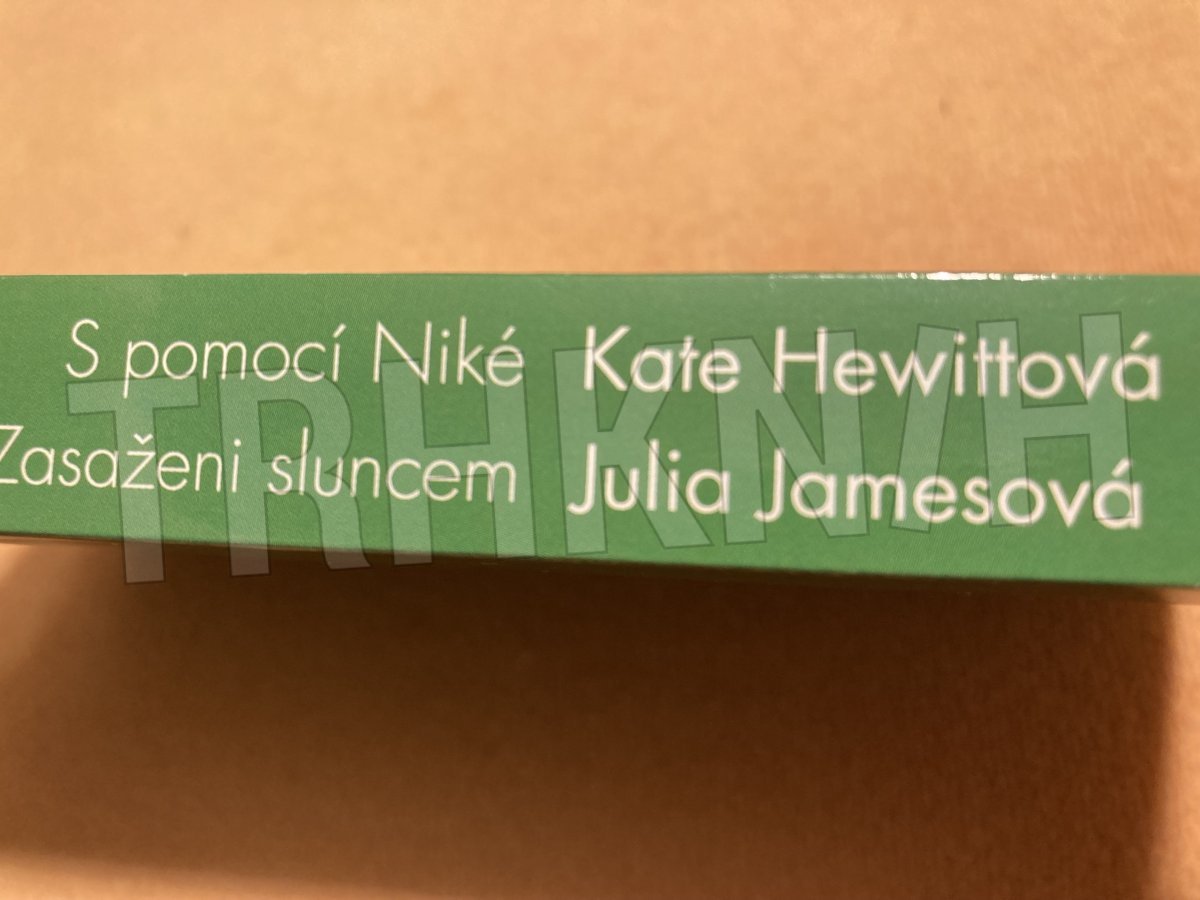 S pomocí Niké Kate Hewittová
Zasaženi sluncem Julia Jamesová
TRHKNIH